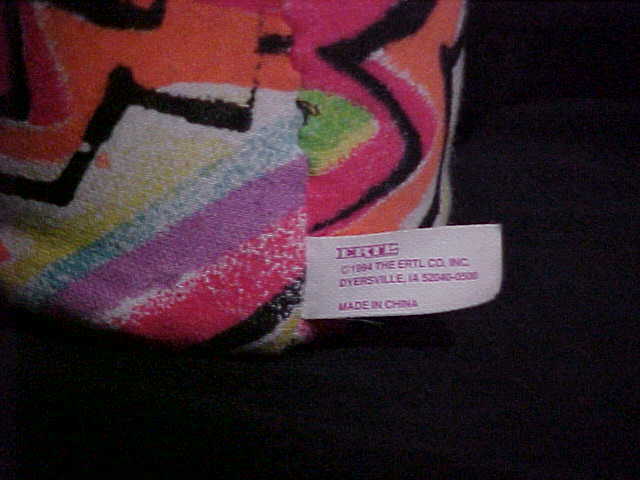 ERTL
©1994 THE ERTL CO. INC.
DYERSVILLE, IA 52040-0500
MADE IN CHINA